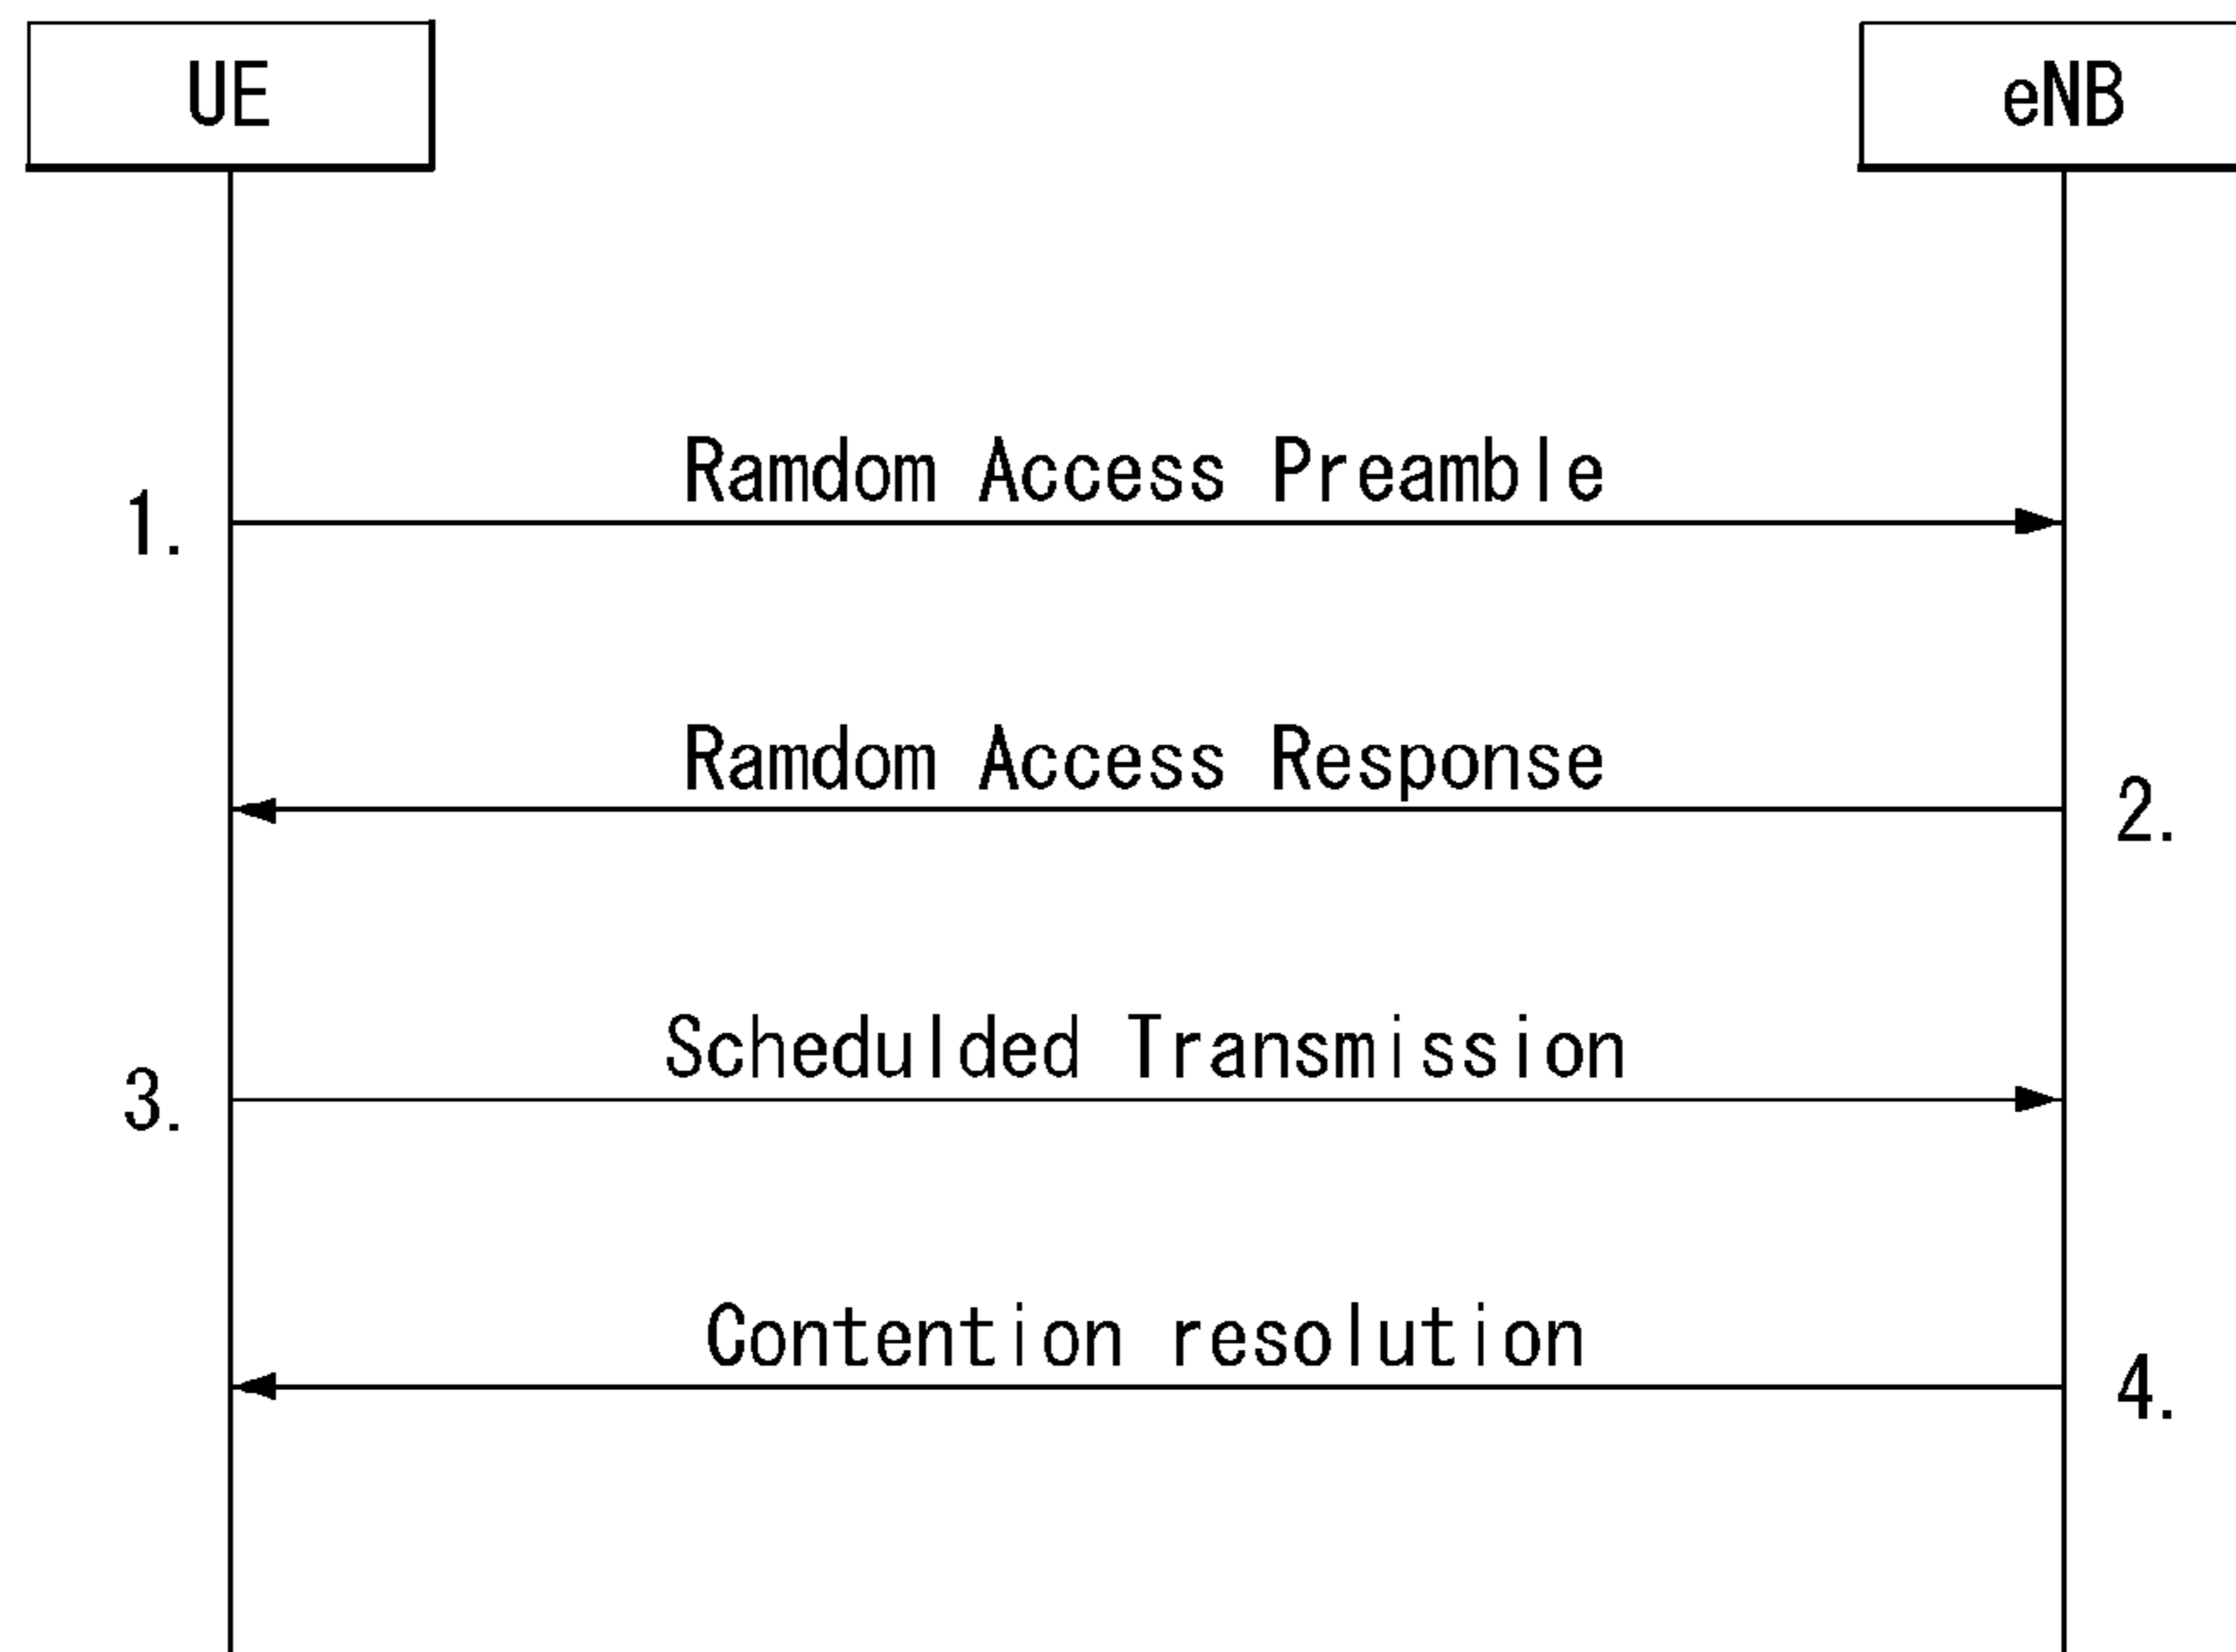 UE
eNB
Ramdom Access Preamble
1.
Ramdom Access Response
2.
Schedulded Transmission
3.
Contention resolution
4.